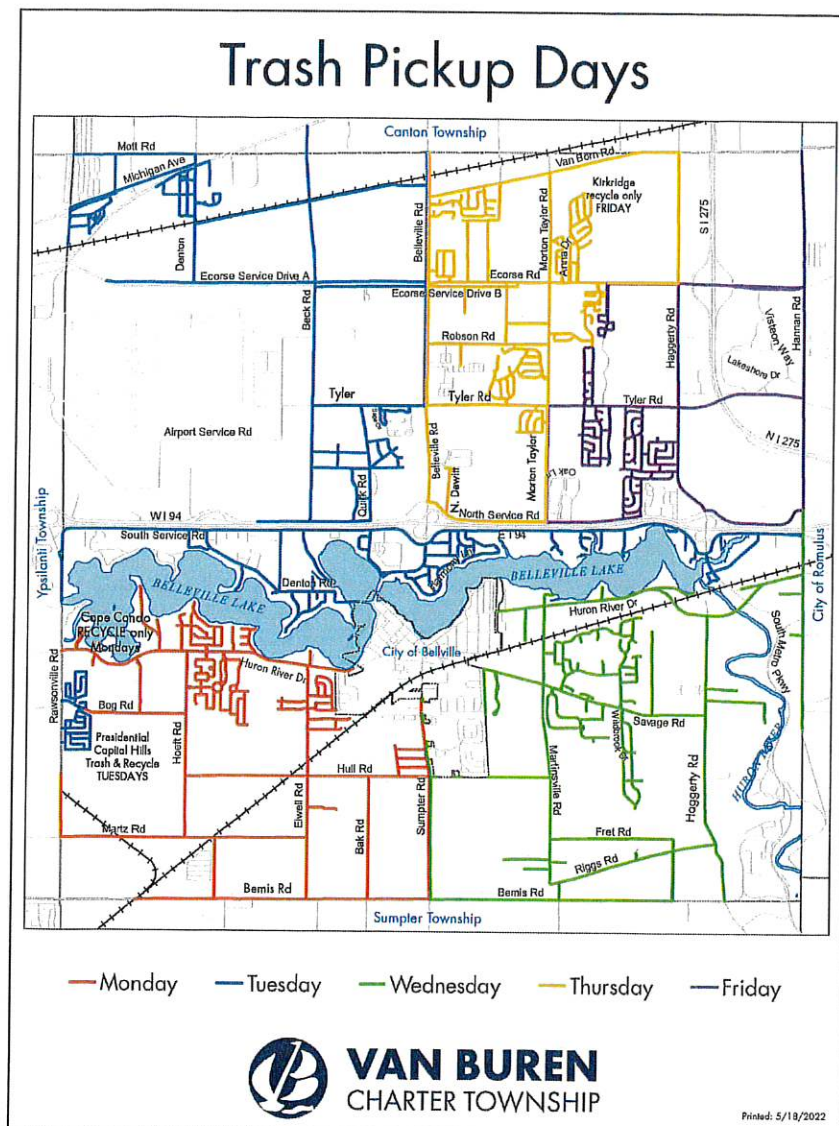 Trash Pickup Days
Canton Township
Mott Rd
Michigan Ave
Van Born Rd
Kirkridge
recycle only
FRIDAY
Denton
Belleville Rd
Morton Taylor Rd
Anna Dr
S I 275
Ecorse Rd
Ecorse Service Drive A
Ecorse Service Drive B
Beck Rd
Robson Rd
Haggerty Rd
Hannan Rd
Visteon Way
Lakeshore Dr
Tyler
Tyler Rd
Tyler Rd
Airport Service Rd
N I 275
Belleville Rd
Morton Taylor
Oak Ln
Quirk Rd
N. Dewitt
North Service Rd
W I 94
E I 94
South Service Rd
Ypsilanti Township
City of Romulus
BELLEVILLE LAKE
BELLEVILLE LAKE
Denton Rd
Huron River Dr
City of Bellville
Cape Condo
RECYCLE only
Mondays
Huron River Dr
South Metro Pkwy
Rawsonville Rd
Bog Rd
Hoeft Rd
Savage Rd
Presidential
Capital Hills
Trash & Recycle
TUESDAYS
Hull Rd
Elwell Rd
Bak Rd
Sumpter Rd
Martinsville Rd
Haggerty Rd
HURON RIVER
Martz Rd
Fret Rd
Riggs Rd
Bemis Rd
Bemis Rd
Sumpter Township
Monday
Tuesday
Wednesday
Thursday
Friday
VAN BUREN
CHARTER TOWNSHIP
Printed: 5/18/2022